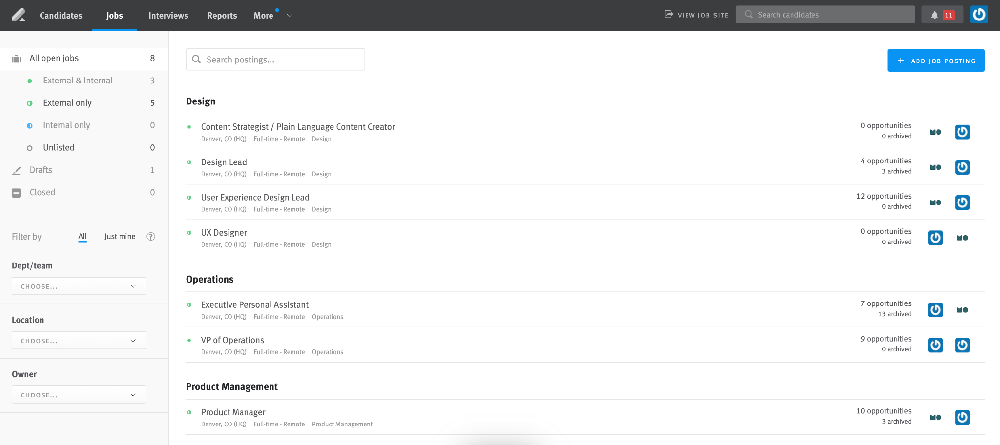 Candidates Jobs Interviews Reports More VIEW JOB SITE Search candidates 11
All open jobs 8
External & Internal 3
External only 5
Internal only 0
Unlisted 0
Drafts 1
Closed 0
Filter by All Just mine ?
Dept/team
CHOOSE...
Location
CHOOSE...
Owner
CHOOSE...
Search postings...
+ ADD JOB POSTING
Design
Content Strategist / Plain Language Content Creator 0 opportunities
Denver, CO (HQ) Full-time - Remote Design 0 archived
Design Lead 4 opportunities
Denver, CO (HQ) Full-time - Remote Design 3 archived
User Experience Design Lead 12 opportunities
Denver, CO (HQ) Full-time - Remote Design 0 archived
UX Designer 0 opportunities
Denver, CO (HQ) Full-time - Remote Design 0 archived
Operations
Executive Personal Assistant 7 opportunities
Denver, CO (HQ) Full-time - Remote Operations 13 archived
VP of Operations 9 opportunities
Denver, CO (HQ) Full-time - Remote Operations 0 archived
Product Management
Product Manager 10 opportunities
Denver, CO (HQ) Full-time - Remote Product Management 3 archived